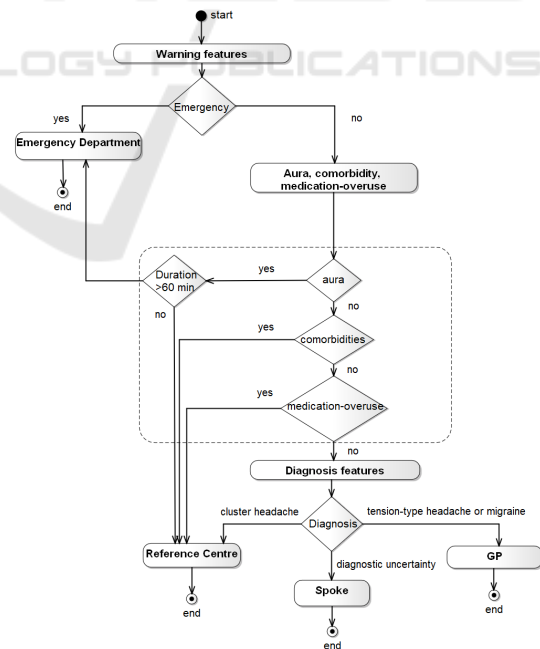 start
Warning features
LOGY PUBLICATIONS
Emergency
yes
no
Emergency Department
Aura, comorbidity,
medication-overuse
end
Duration
>60 min
yes
aura
no
no
yes
comorbidities
no
yes
medication-overuse
no
Diagnosis features
cluster headache
Diagnosis
tension-type headache or migraine
Reference Centre
diagnostic uncertainty
GP
Spoke
end
end
end